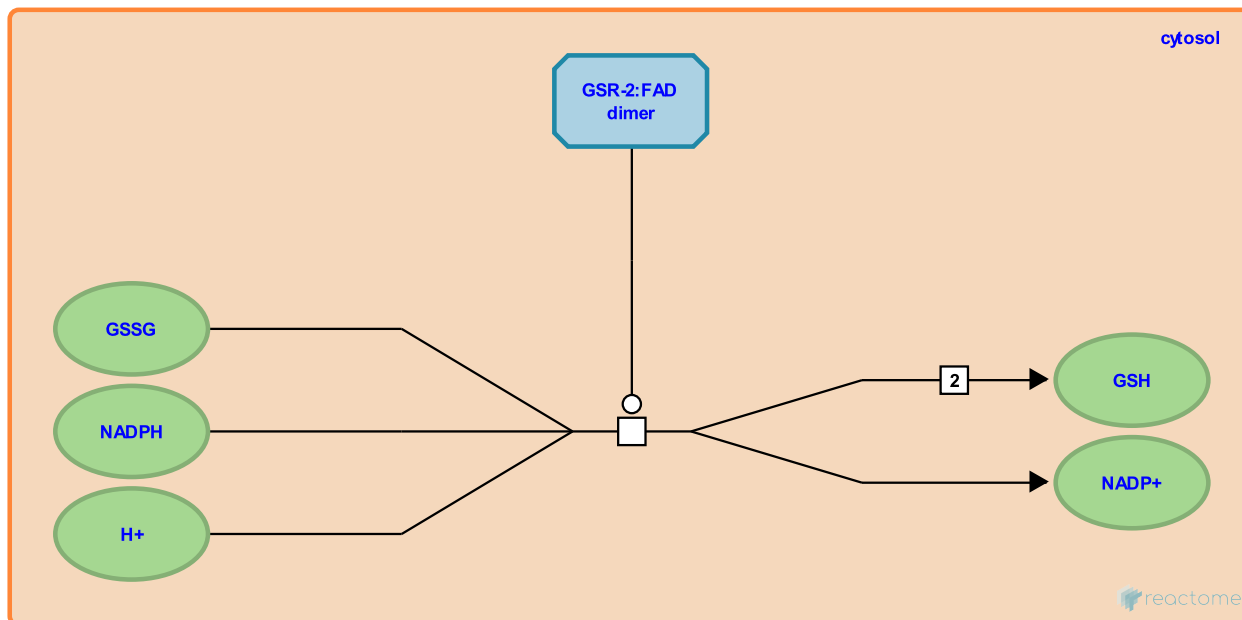 cytosol
GSR-2:FAD
dimer
GSSG
NADPH
H+
2
GSH
NADP+
reactome